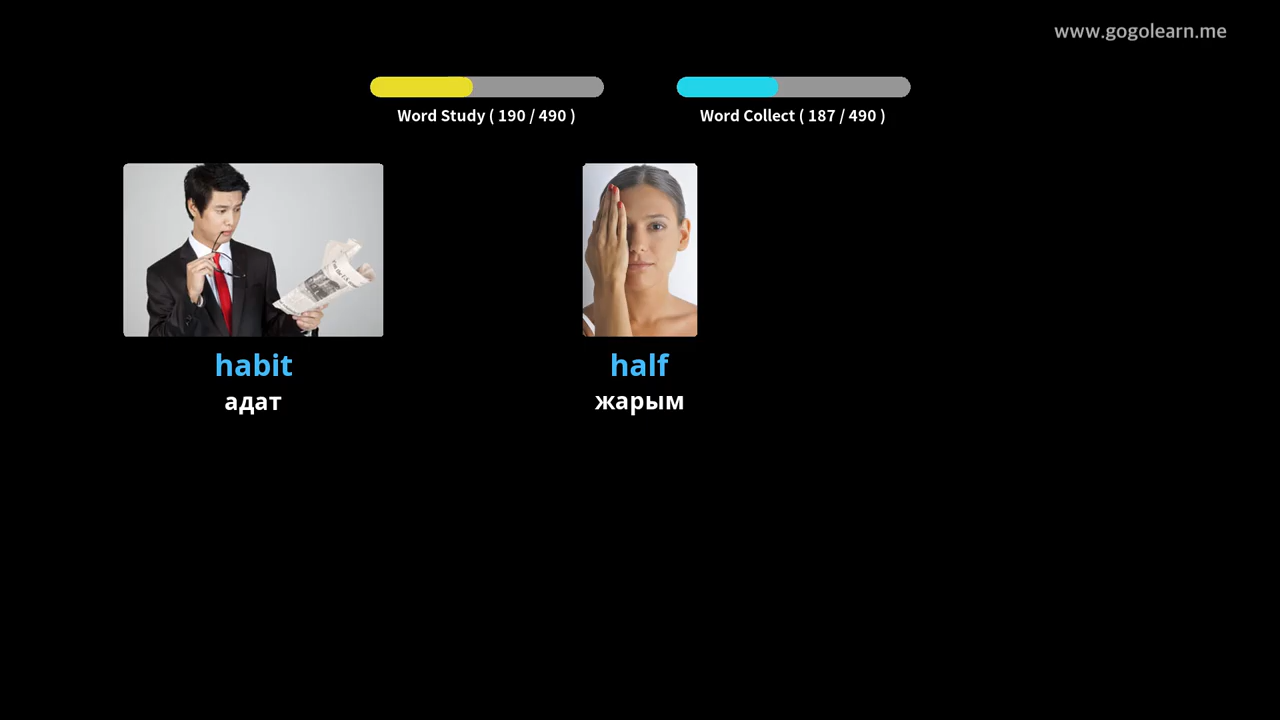 www.gogolearn.me
Word Study ( 190 / 490 )
Word Collect ( 187 / 490 )
habit
адат
half
жарым